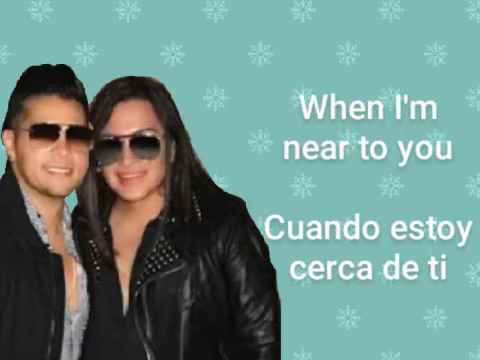 When I'm
near to you
Cuando estoy
cerca de ti